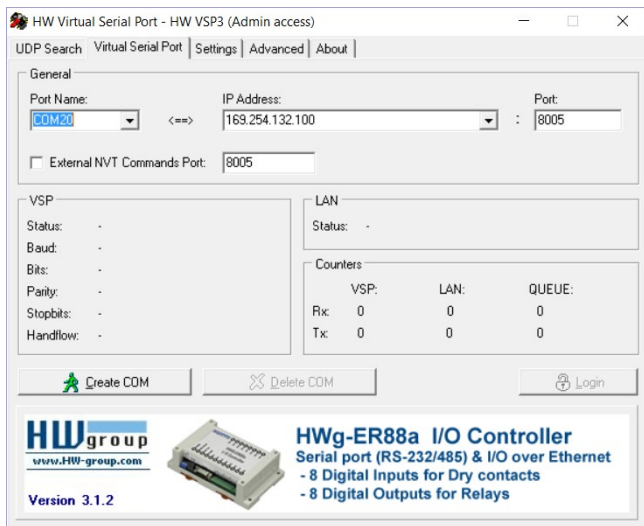 HW Virtual Serial Port - HW VSP3 (Admin access)
UDP Search Virtual Serial Port Settings Advanced About
General
Port Name: IP Address: Port:
COM20 <==> 169.254.132.100 : 8005
External NVT Commands Port: 8005
VSP
Status: -
Baud: -
Bits: -
Parity: -
Stopbits: -
Handflow: -
LAN
Status: -
Counters
VSP: LAN: QUEUE:
Rx: 0 0 0
Tx: 0 0 0
Create COM Delete COM Login
HW group
www.HW-group.com
Version 3.1.2
HWg-ER88a I/O Controller
Serial port (RS-232/485) & I/O over Ethernet
- 8 Digital Inputs for Dry contacts
- 8 Digital Outputs for Relays